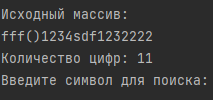 Исходный массив:
fff()1234sdf1232222
Количество цифр: 11
Введите символ для поиска: